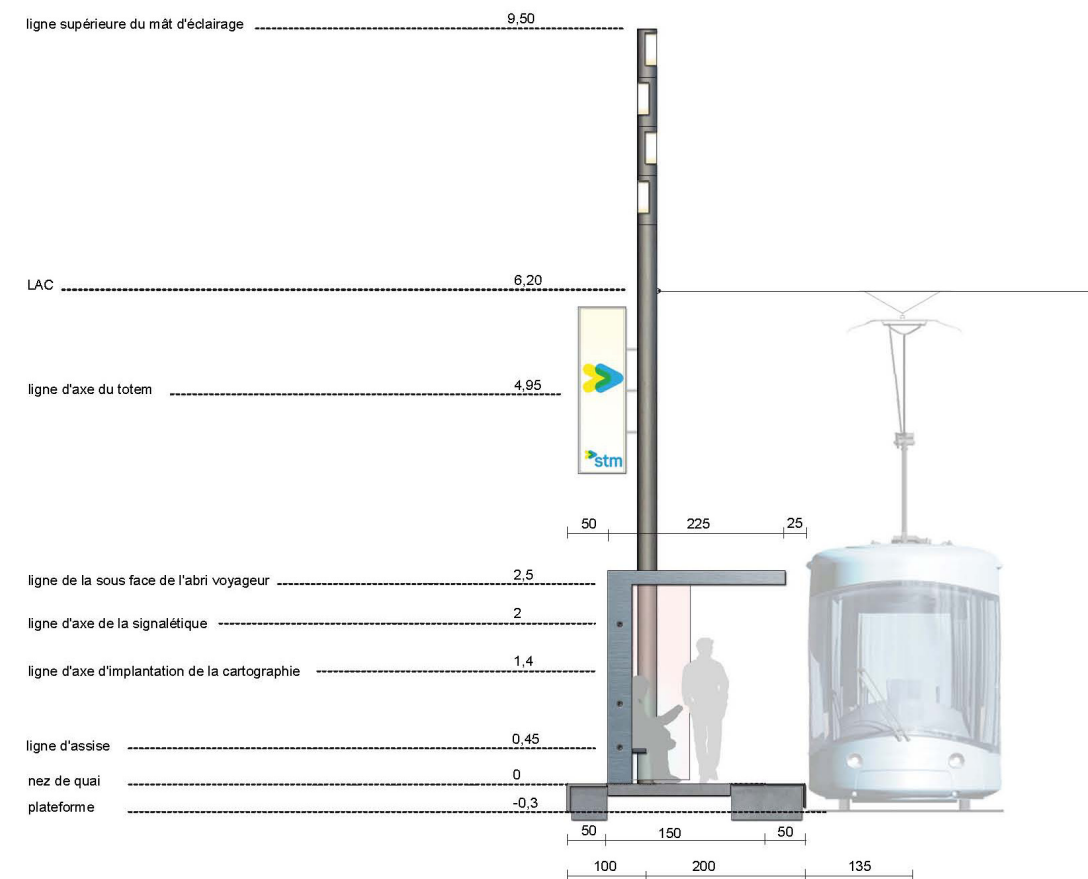 ligne supérieure du mât d'éclairage 9,50
LAC 6,20
ligne d'axe du totem 4,95
stm
50 225 25
ligne de la sous face de l'abri voyageur 2,5
ligne d'axe de la signalétique 2
ligne d'axe d'implantation de la cartographie 1,4
ligne d'assise 0,45
nez de quai 0
plateforme -0,3
50 150 50
100 200 135